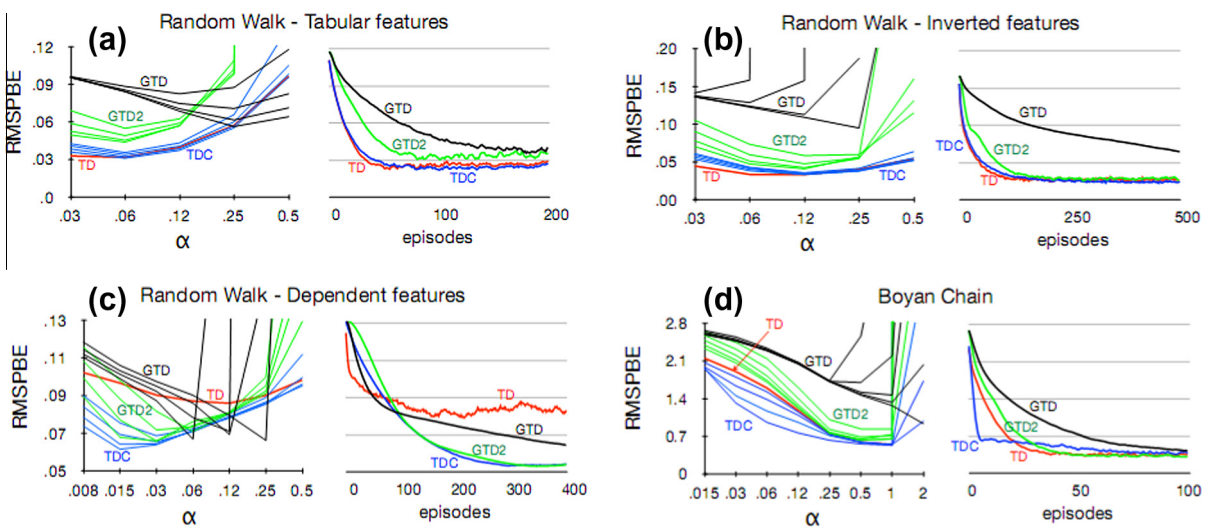 (a) Random Walk - Tabular features
RMSPBE
.12
.09
.06
.03
.0
GTD
GTD2
TD
TDC
.03 .06 .12 .25 0.5
α
GTD
GTD2
TD
TDC
0 100 200
episodes
(b) Random Walk - Inverted features
RMSPBE
.20
.15
.10
.05
.00
GTD
GTD2
TD
TDC
.03 .06 .12 .25 0.5
α
GTD
GTD2
TDC
TD
0 250 500
episodes
(c) Random Walk - Dependent features
RMSPBE
.13
.11
.09
.07
.05
GTD
TD
GTD2
TDC
.008 .015 .03 .06 .12 .25 0.5
α
TD
GTD
TDC
GTD2
0 100 200 300 400
episodes
(d) Boyan Chain
RMSPBE
2.8
2.1
1.4
0.7
0
TD
GTD
GTD2
TDC
.015 .03 .06 .12 .25 0.5 1 2
α
GTD
GTD2
TDC
TD
0 50 100
episodes